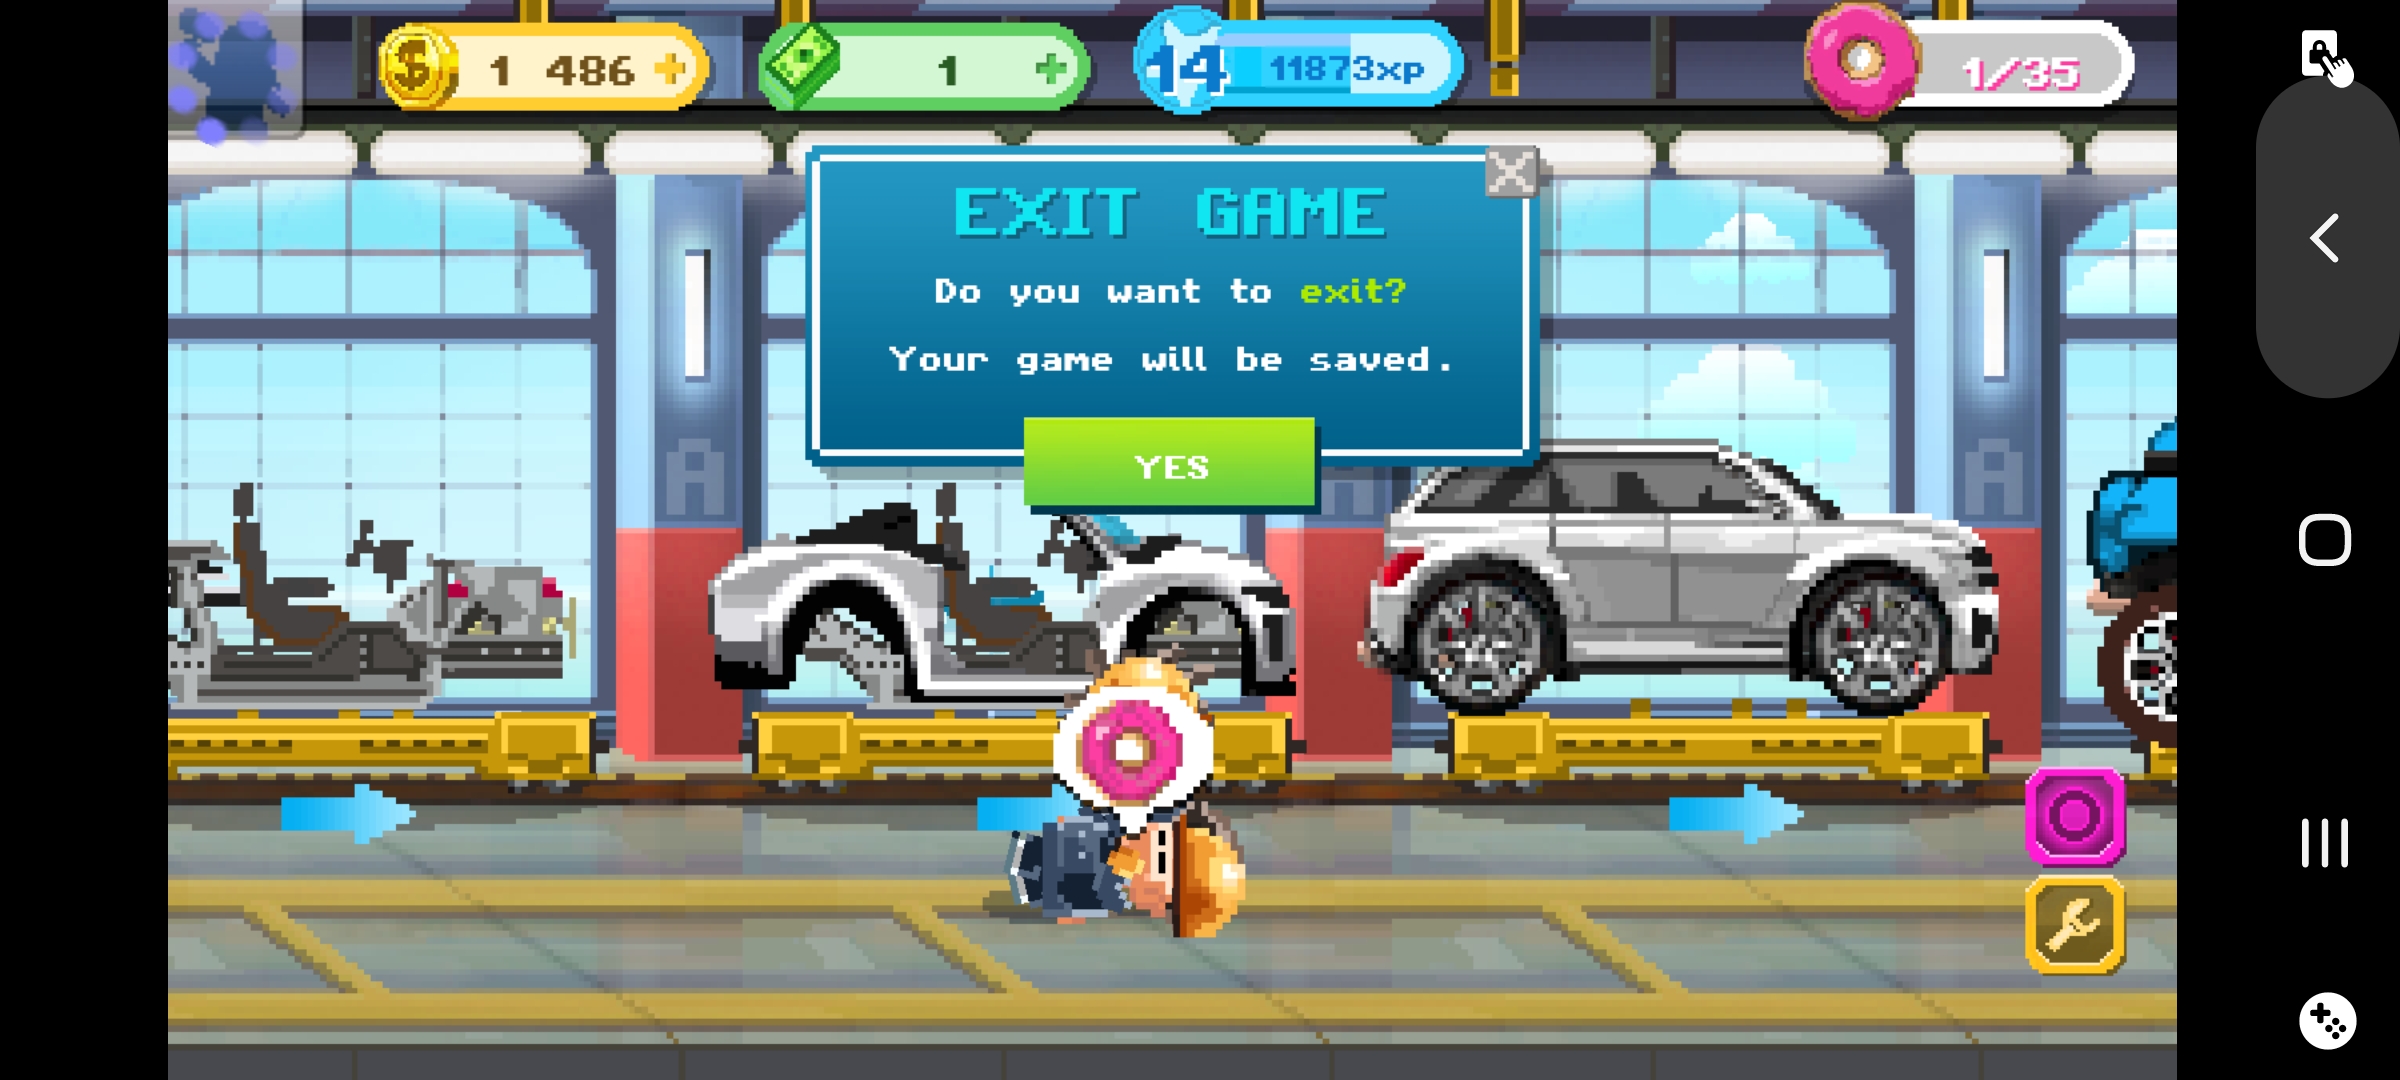 1 486 +
1 +
14 11873xp
1/35
EXIT GAME
Do you want to exit?
Your game will be saved.
YES
A
A
A